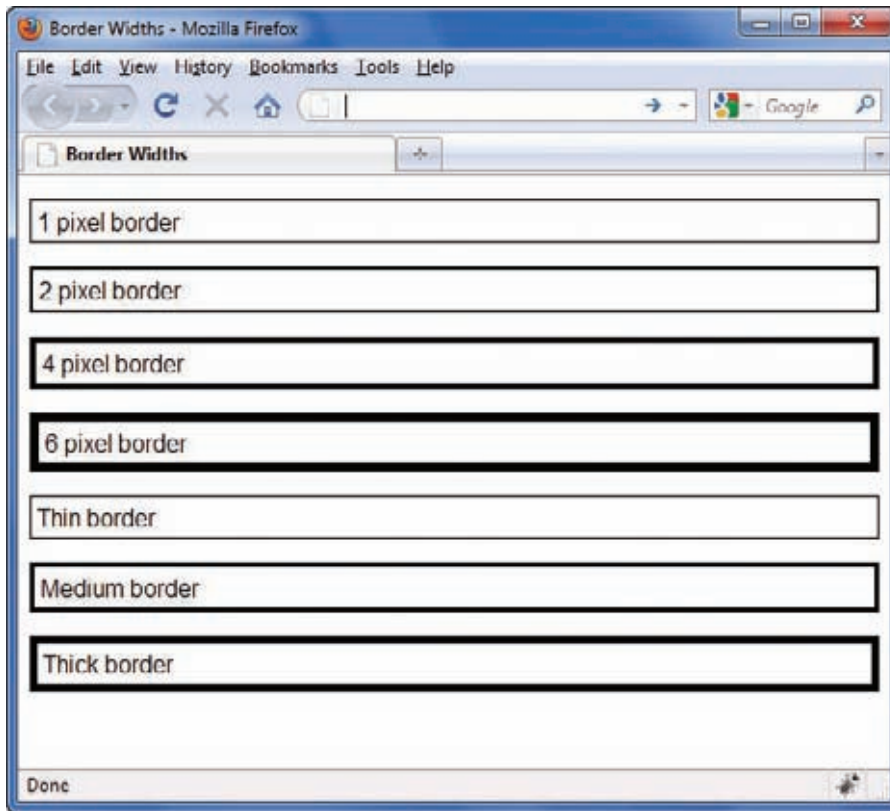 Border Widths - Mozilla Firefox
File Edit View History Bookmarks Tools Help
Google
Border Widths
1 pixel border
2 pixel border
4 pixel border
6 pixel border
Thin border
Medium border
Thick border
Done